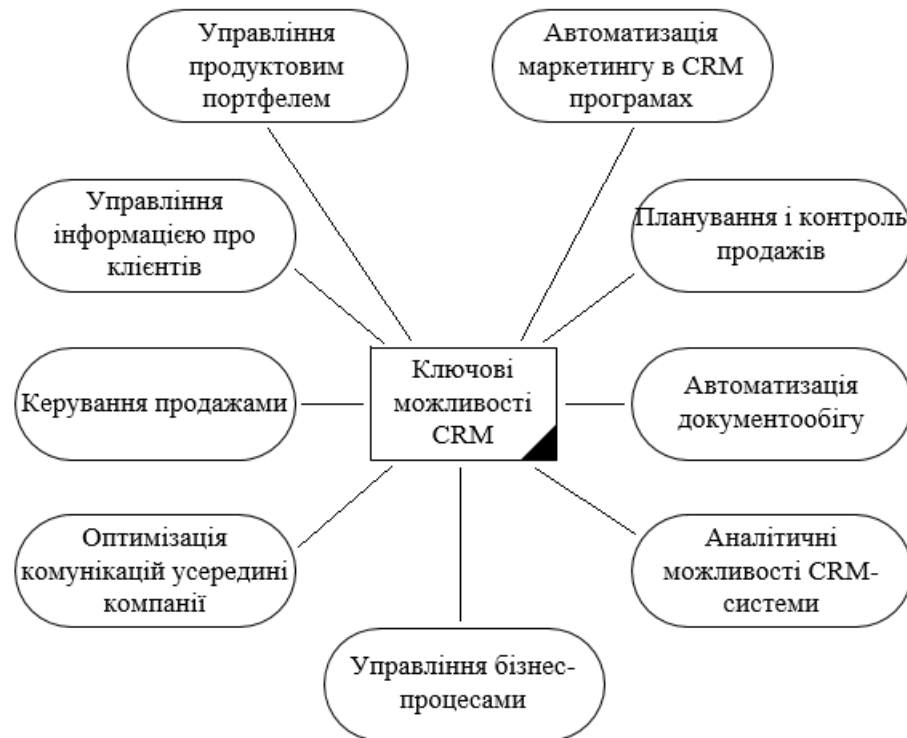 Управління
продуктовим
портфелем
Автоматизація
маркетингу в CRM
програмах
Управління
інформацією про
клієнтів
Планування і контроль
продажів
Керування продажами
Ключові
можливості
CRM
Автоматизація
документообігу
Оптимізація
комунікацій усередині
компанії
Аналітичні
можливості CRM-
системи
Управління бізнес-
процесами